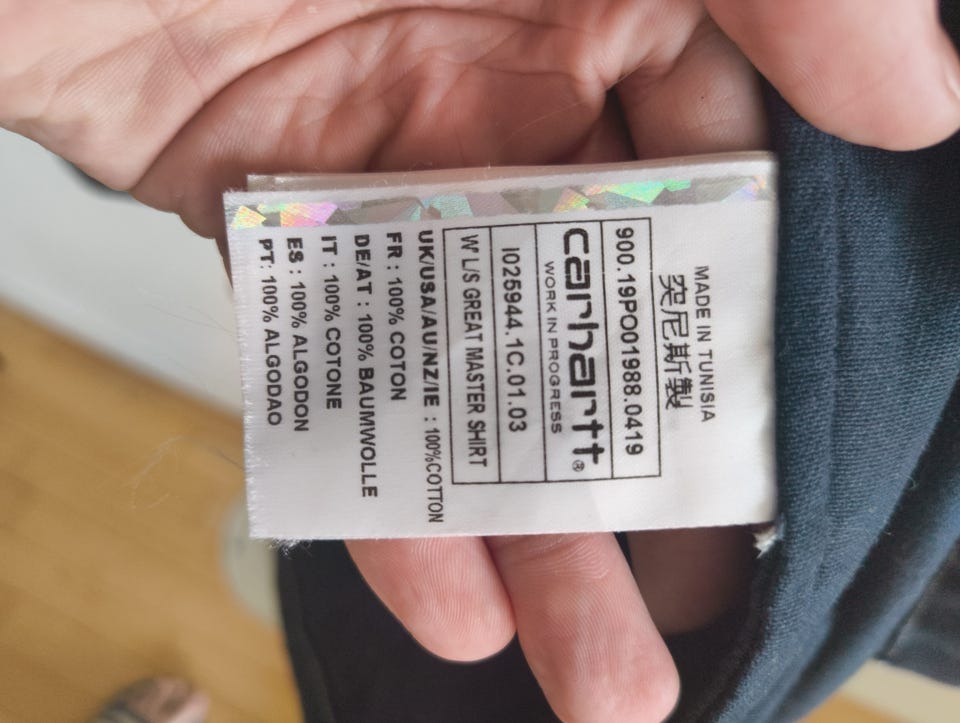 MADE IN TUNISIA
突尼斯製
900.19PO01988.0419
carhartt®
WORK IN PROGRESS
I025944.1C.01.03
W' L/S GREAT MASTER SHIRT
UK/USA/AU/NZ/IE : 100%COTTON
FR : 100% COTON
DE/AT : 100% BAUMWOLLE
IT : 100% COTONE
ES : 100% ALGODON
PT: 100% ALGODAO